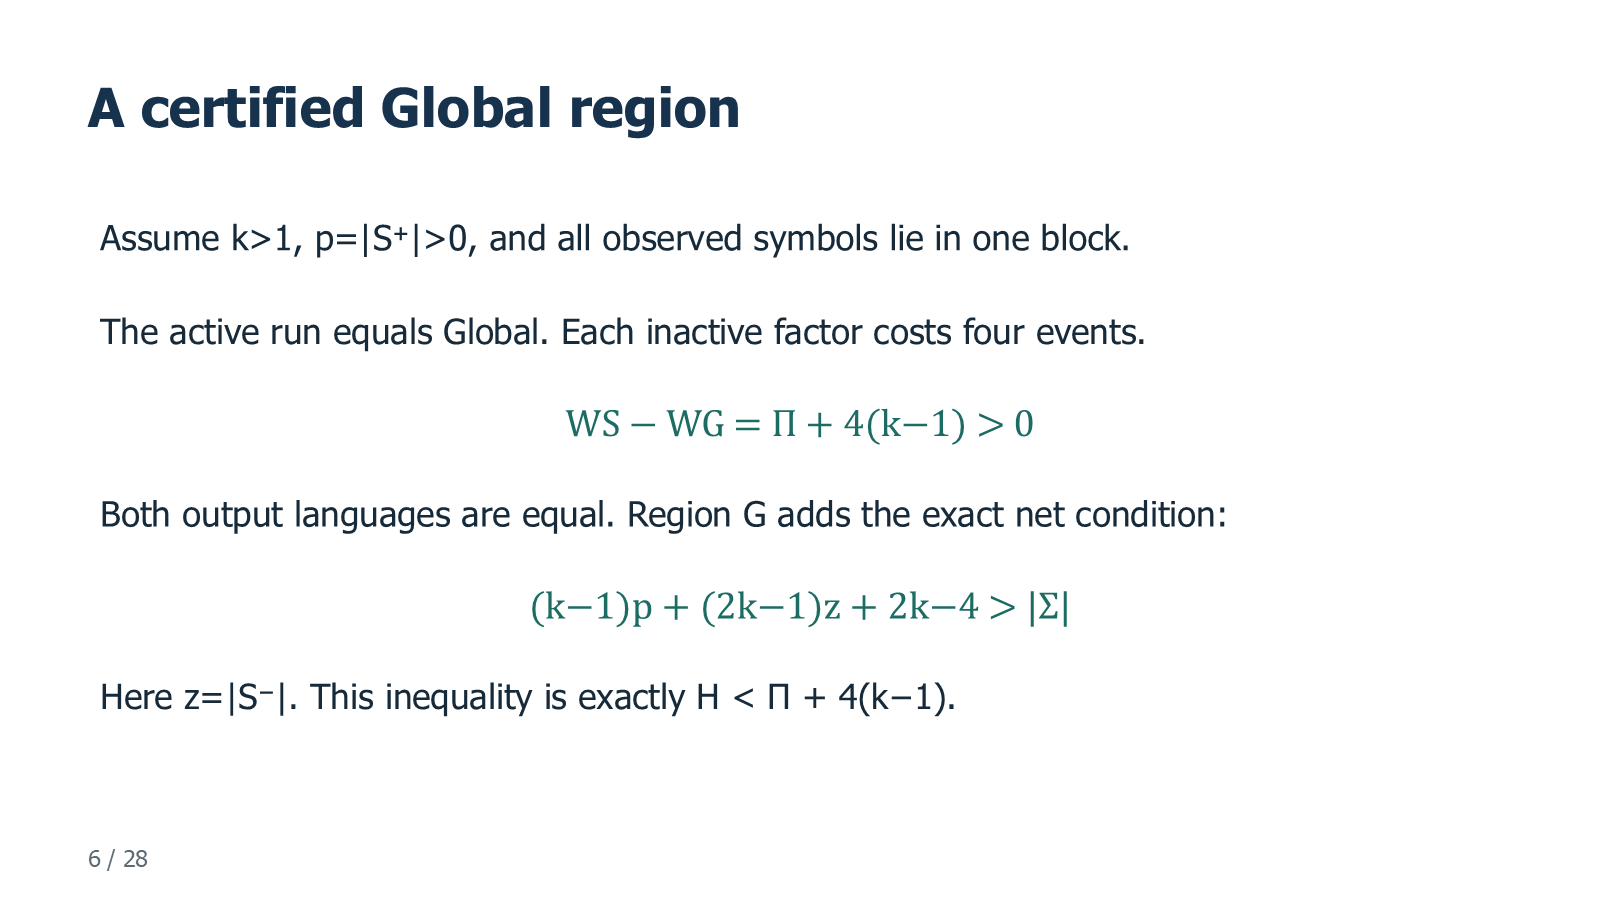 A certified Global region
Assume k>1, p=|S⁺|>0, and all observed symbols lie in one block.
The active run equals Global. Each inactive factor costs four events.
WS − WG = Π + 4(k−1) > 0
Both output languages are equal. Region G adds the exact net condition:
(k−1)p + (2k−1)z + 2k−4 > |Σ|
Here z=|S⁻|. This inequality is exactly H < Π + 4(k−1).
6 / 28